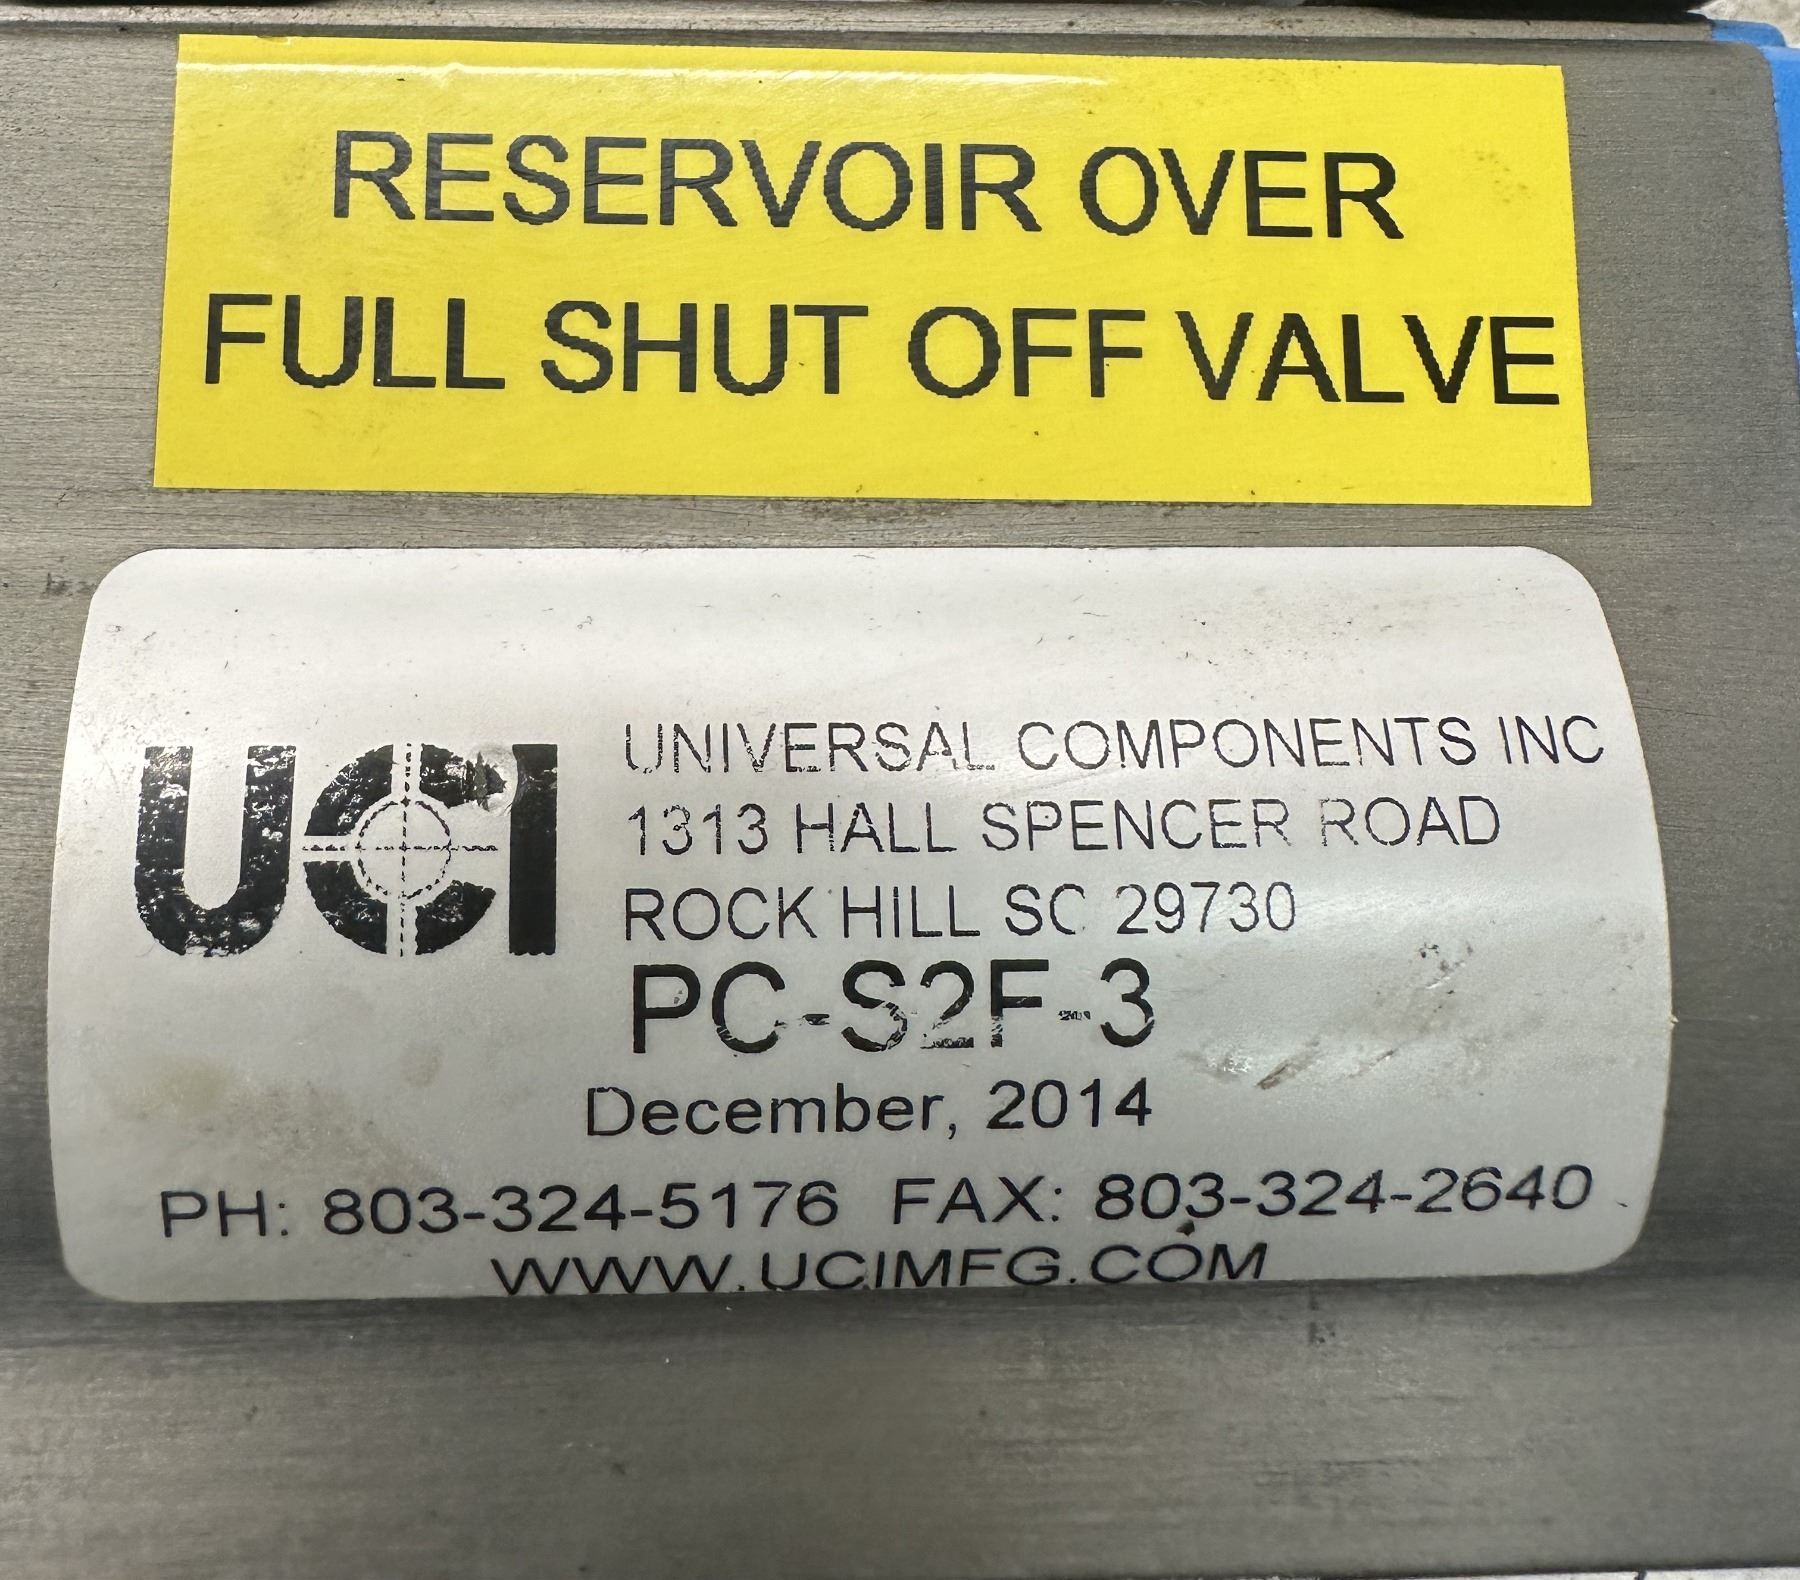 RESERVOIR OVER
FULL SHUT OFF VALVE
UCI
UNIVERSAL COMPONENTS INC
1313 HALL SPENCER ROAD
ROCK HILL SC 29730
PC-S2F-3
December, 2014
PH: 803-324-5176 FAX: 803-324-2640
WWW.UCIMFG.COM